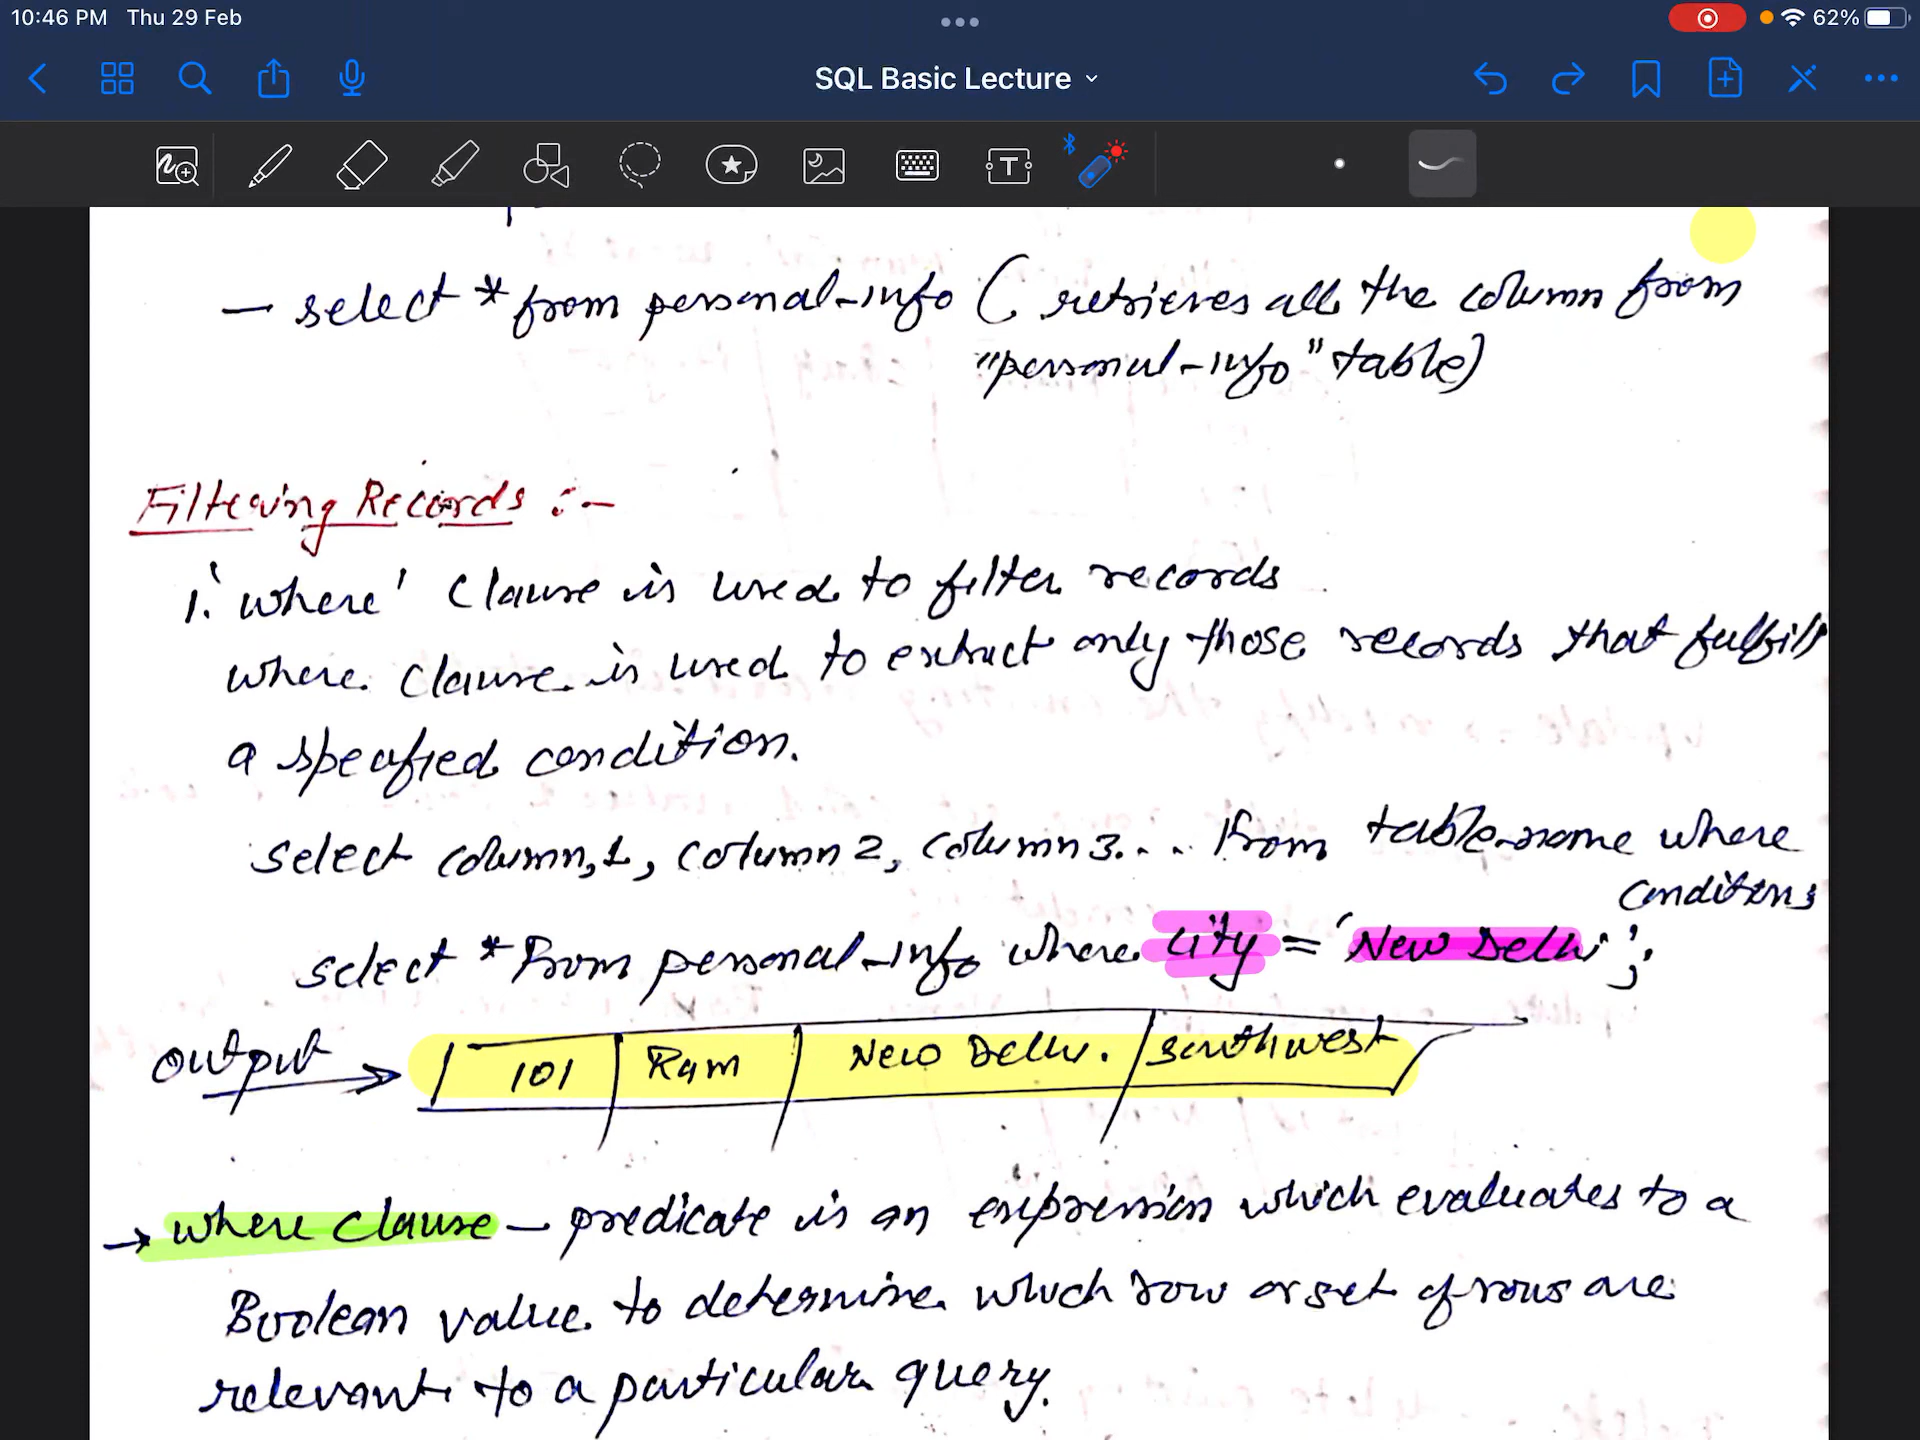 10:46 PM Thu 29 Feb
62%
SQL Basic Lecture
T
- select * from personal-info ( retrieves all the column from
"personal-info" table)
Filtering Records :-
1. 'where' clause is used to filter records
where clause is used to extract only those records that fulfill
a specified condition.
select column,1, column2, column3... from table-name where
conditions
select * from personal-info where city = 'New Delhi';
output → 101 Ram New Delhi. southwest
→ where clause - predicate is an expression which evaluates to a
Boolean value to determine which row or set of rows are
relevant to a particular query.